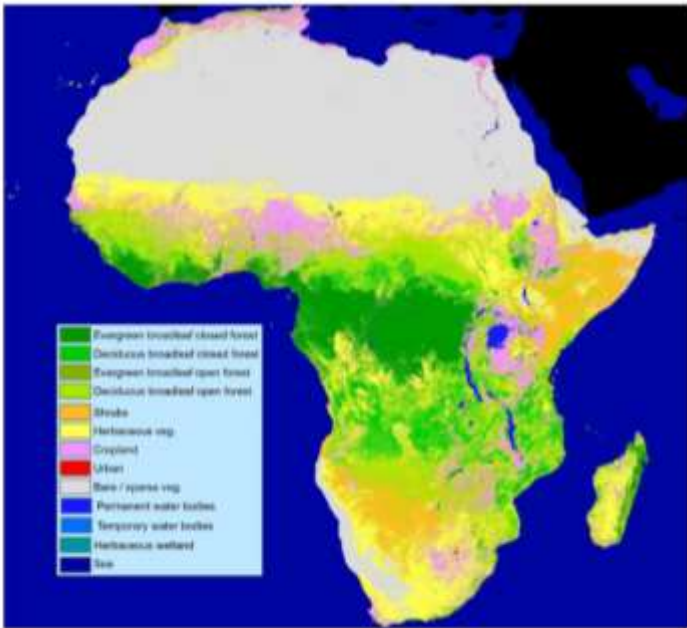 Evergreen broadleaf closed forest
Deciduous broadleaf closed forest
Evergreen broadleaf open forest
Deciduous broadleaf open forest
Shrubs
Herbaceous veg.
Cropland
Urban
Bare / sparse veg.
Permanent water bodies
Temporary water bodies
Herbaceous wetland
Sea